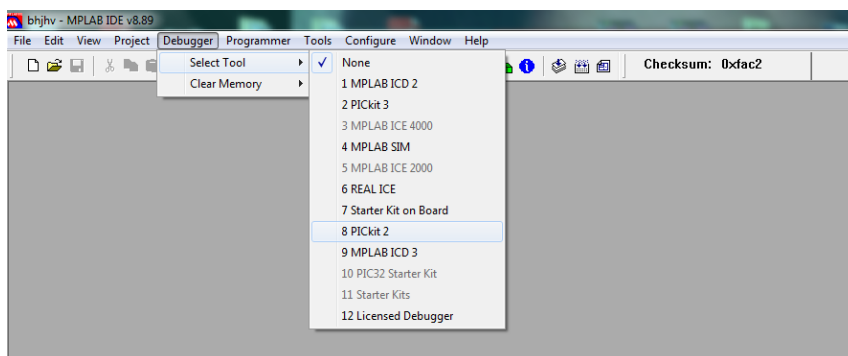 bhjhv - MPLAB IDE v8.89
File Edit View Project Debugger Programmer Tools Configure Window Help
Checksum: 0xfac2
Select Tool
Clear Memory
None
1 MPLAB ICD 2
2 PICkit 3
3 MPLAB ICE 4000
4 MPLAB SIM
5 MPLAB ICE 2000
6 REAL ICE
7 Starter Kit on Board
8 PICkit 2
9 MPLAB ICD 3
10 PIC32 Starter Kit
11 Starter Kits
12 Licensed Debugger